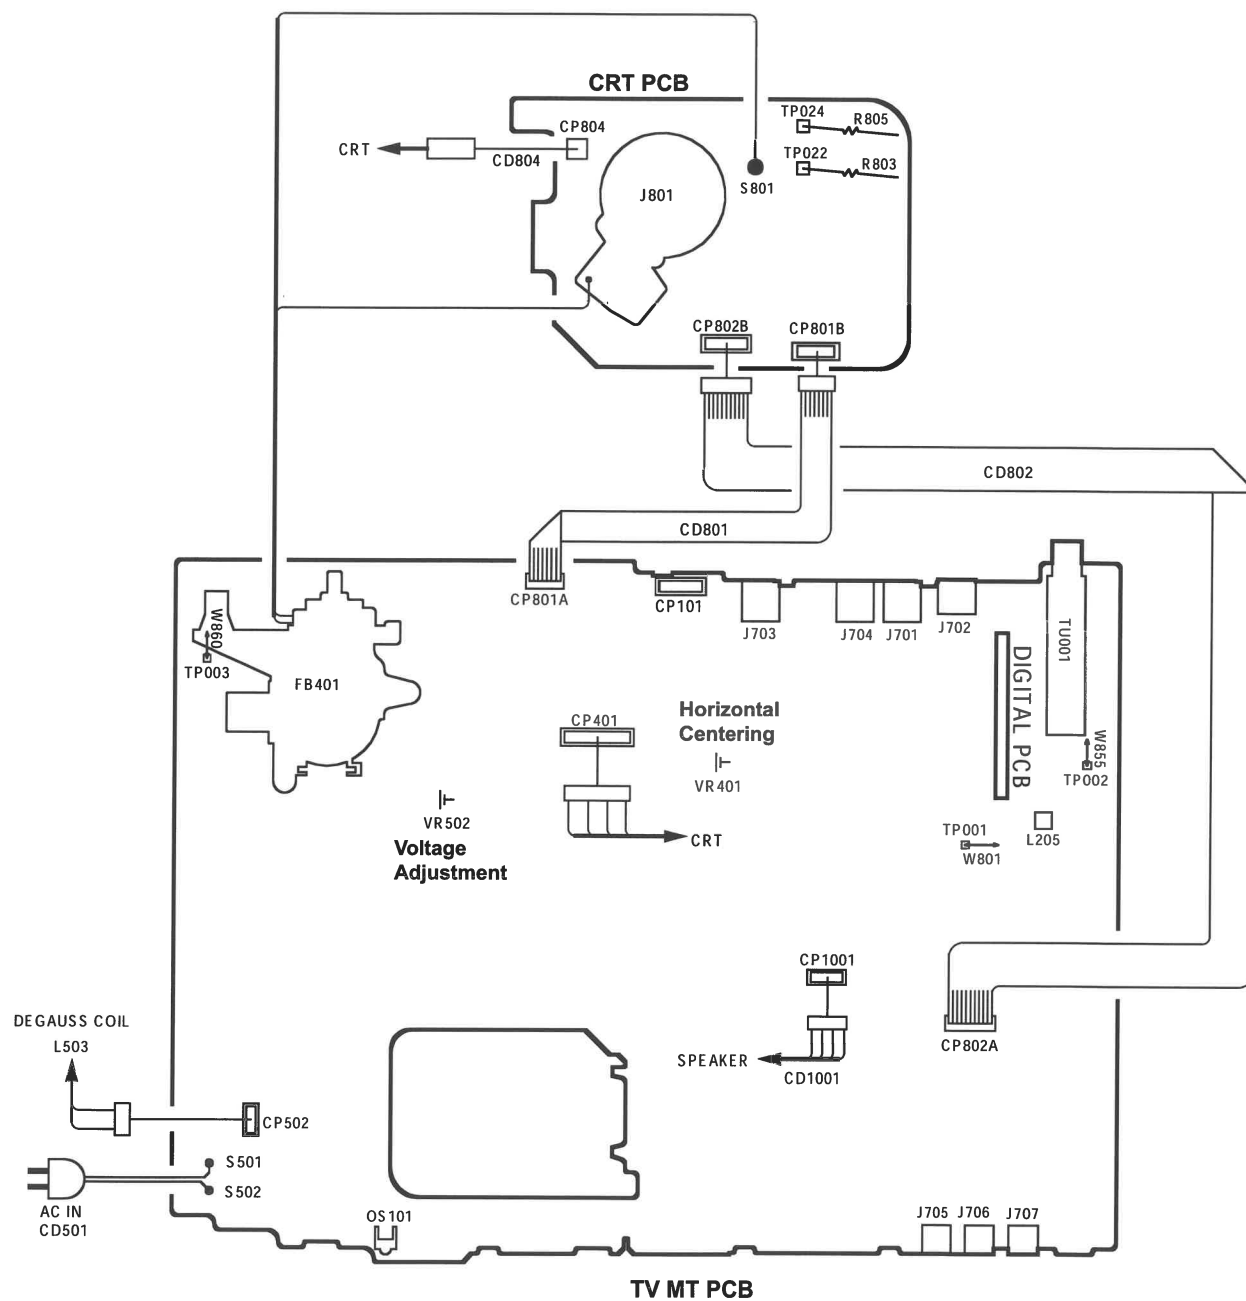 CRT PCB
TP024
R805
CP804
CRT
CD804
TP022
R803
S801
J801
CP802B
CP801B
CD802
CD801
CP801A
CP101
J703
J704
J701
J702
TU001
W860
TP003
FB401
DIGITAL PCB
CP401
Horizontal
Centering
VR401
W855
TP002
VR502
Voltage
Adjustment
CRT
TP001
W801
L205
CP1001
DEGAUSS COIL
L503
SPEAKER
CD1001
CP802A
CP502
S501
S502
AC IN
CD501
OS101
J705
J706
J707
TV MT PCB